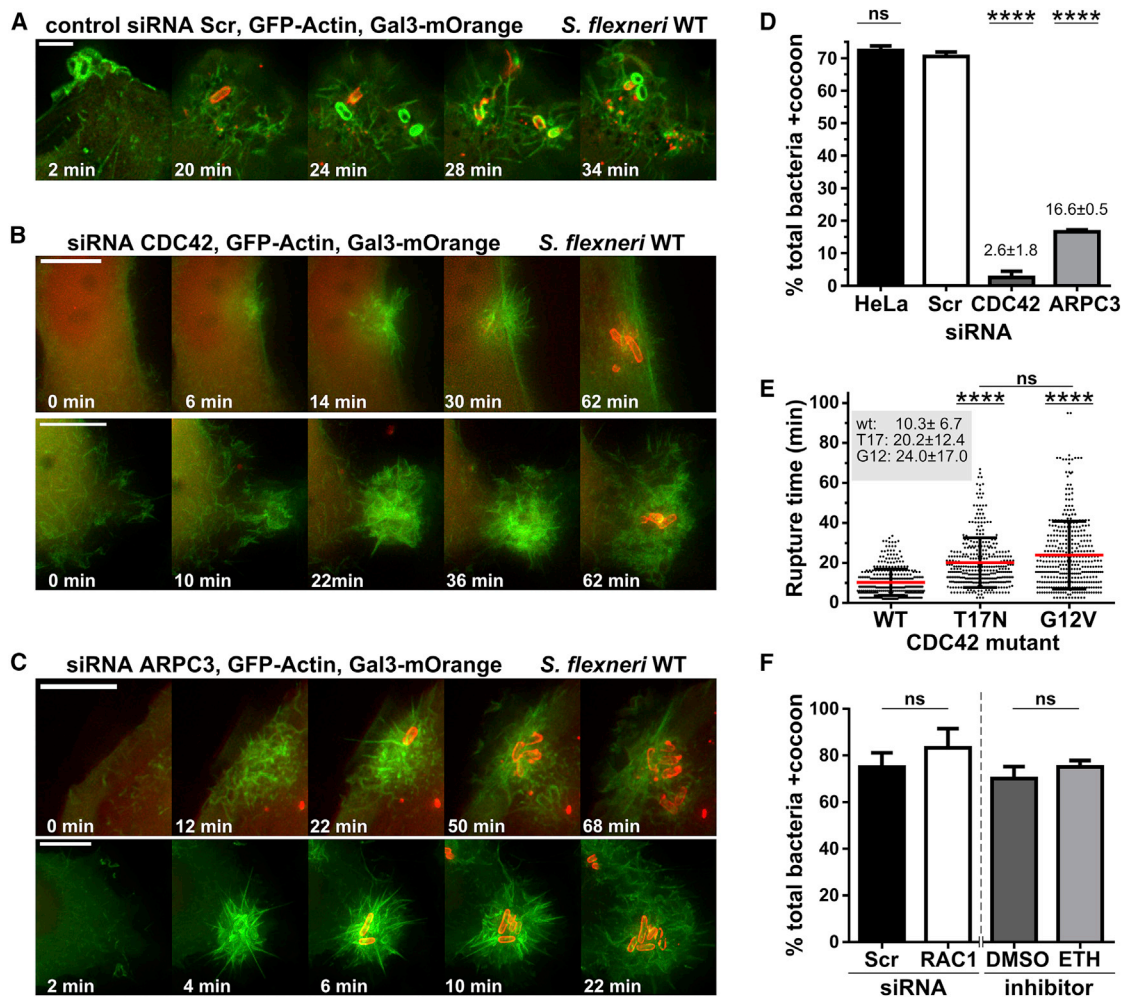 A control siRNA Scr, GFP-Actin, Gal3-mOrange S. flexneri WT
2 min 20 min 24 min 28 min 34 min
B siRNA CDC42, GFP-Actin, Gal3-mOrange S. flexneri WT
0 min 6 min 14 min 30 min 62 min
0 min 10 min 22min 36 min 62 min
C siRNA ARPC3, GFP-Actin, Gal3-mOrange S. flexneri WT
0 min 12 min 22 min 50 min 68 min
2 min 4 min 6 min 10 min 22 min
D
ns **** ****
% total bacteria +cocoon
70
60
50
40
30
20
10
0
16.6±0.5
2.6±1.8
HeLa Scr CDC42 ARPC3
siRNA
E
ns
**** ****
Rupture time (min)
100
80
60
40
20
0
wt: 10.3± 6.7
T17: 20.2±12.4
G12: 24.0±17.0
WT T17N G12V
CDC42 mutant
F
ns ns
% total bacteria +cocoon
100
80
60
40
20
0
Scr RAC1 DMSO ETH
siRNA inhibitor